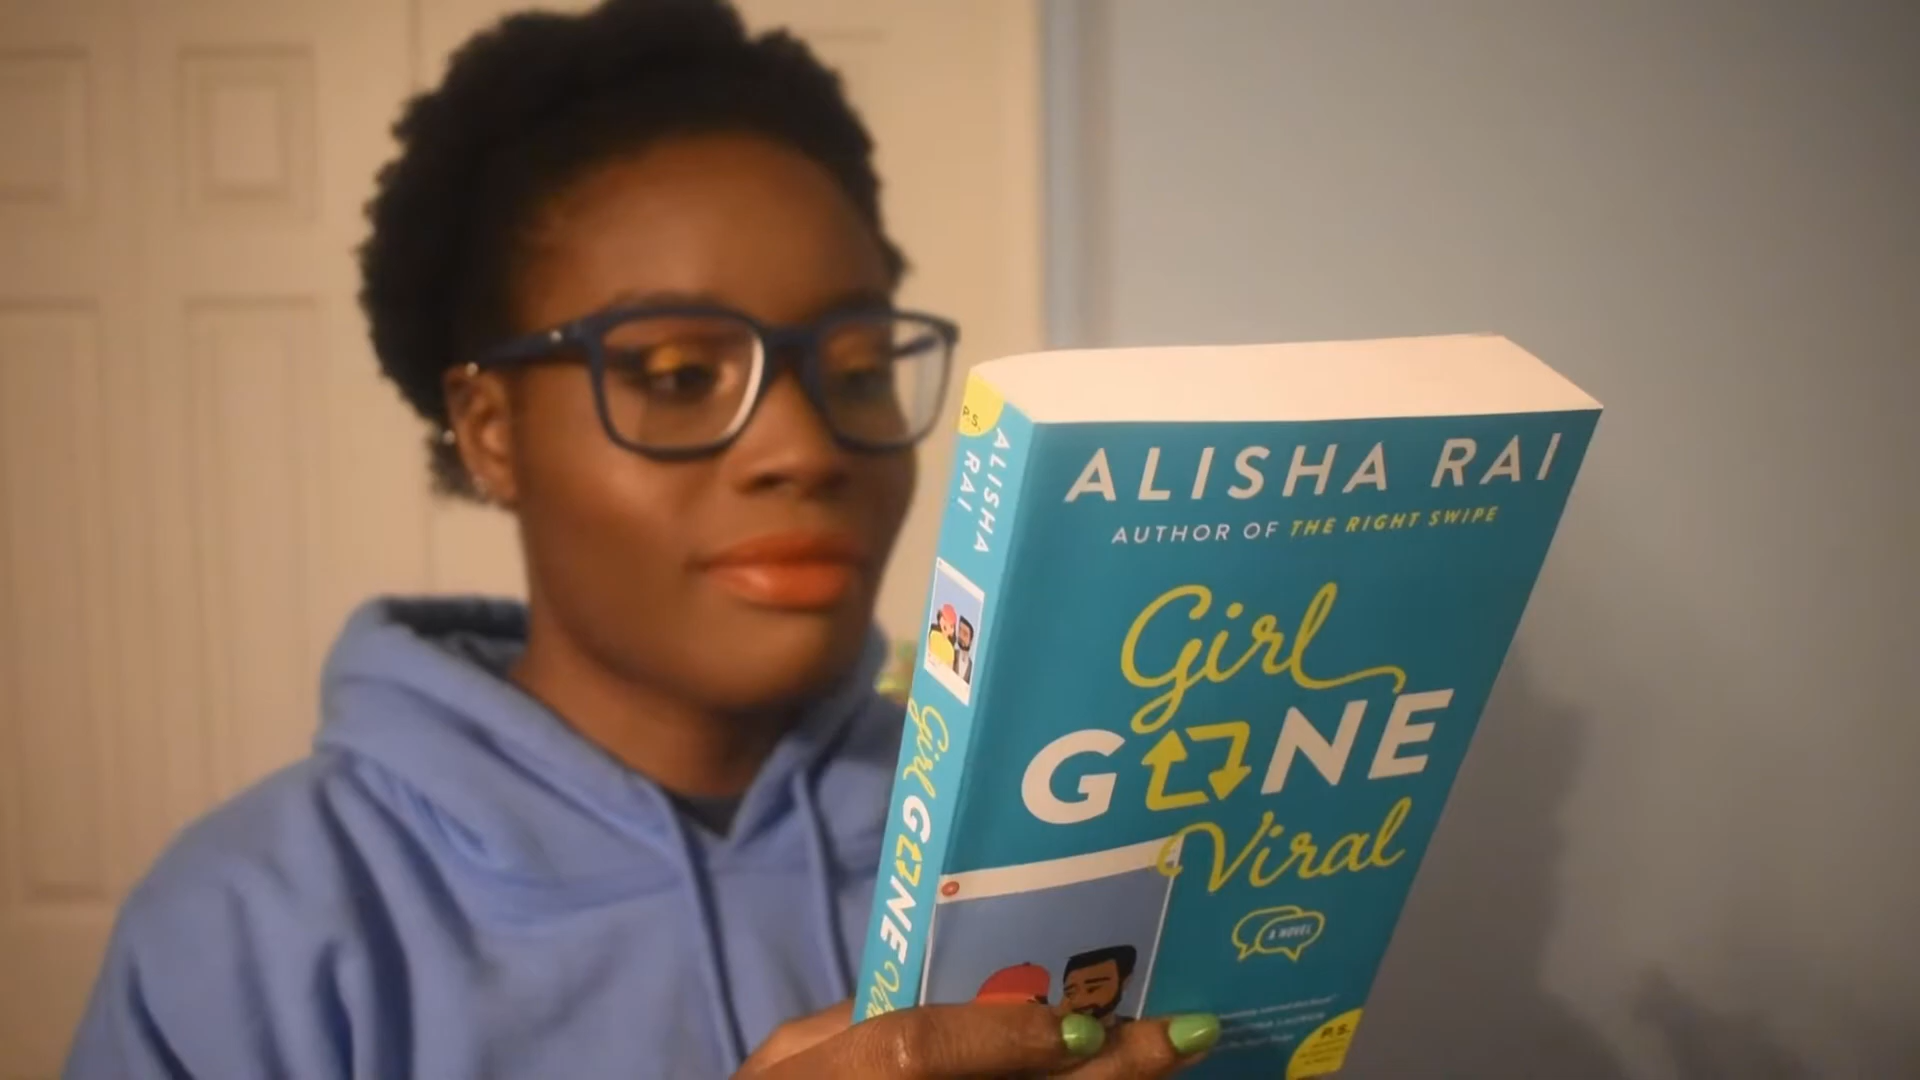 ALISHA RAI
AUTHOR OF THE RIGHT SWIPE
Girl
GONE
Viral
A NOVEL
P.S.
P.S.
ALISHA
RAI
Girl GONE